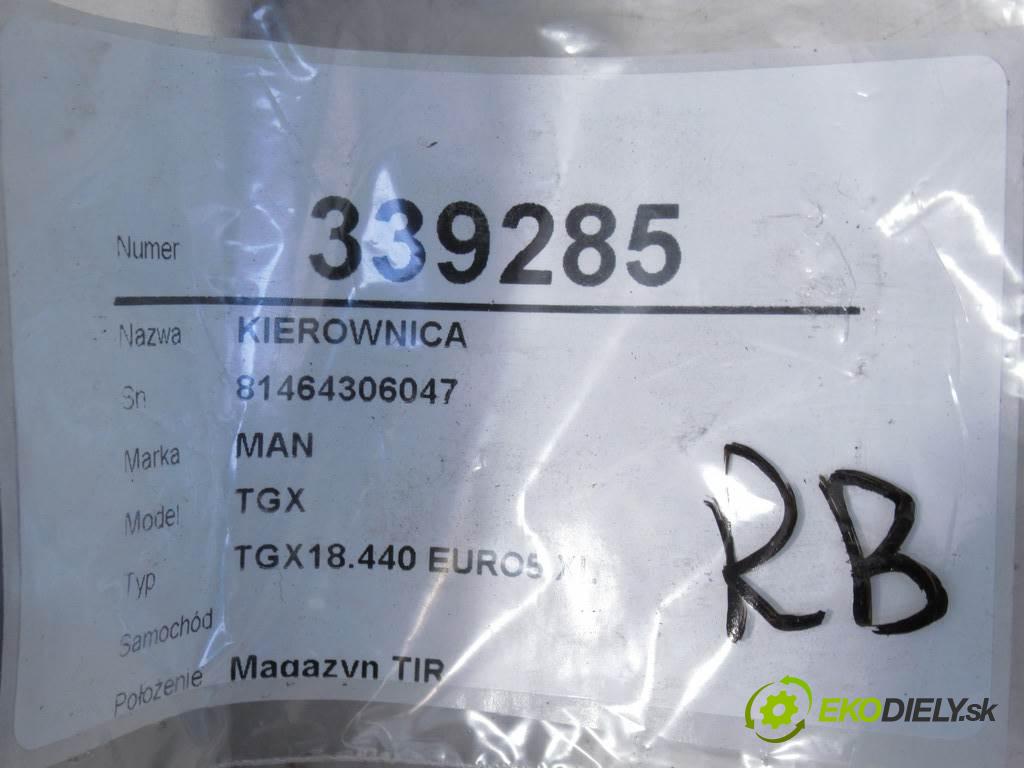 Numer 339285
Nazwa KIEROWNICA
Sn 81464306047
Marka MAN
Model TGX
Typ TGX18.440 EURO5 XL
Samochód
Położenie Magazyn TIR
RB
EKODIELY.sk